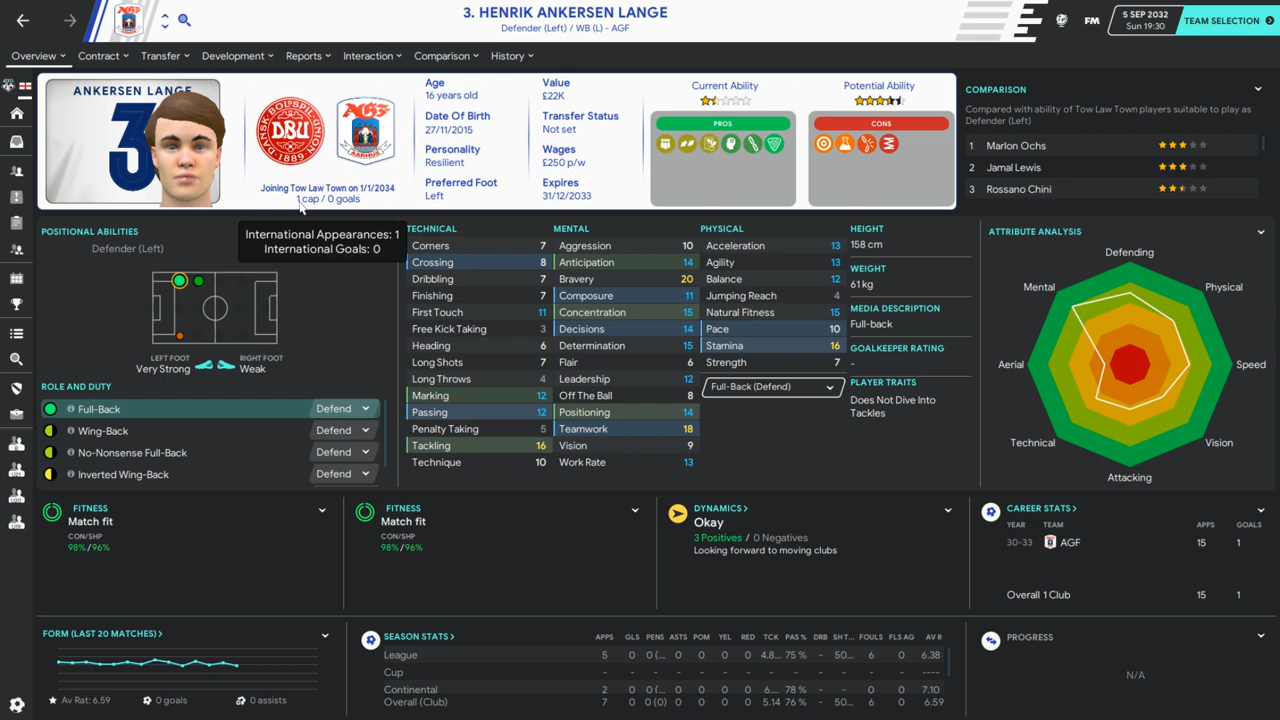 3. HENRIK ANKERSEN LANGE
Defender (Left) / WB (L) - AGF
FM
5 SEP 2032
Sun 19:30
TEAM SELECTION
Overview
Contract
Transfer
Development
Reports
Interaction
Comparison
History
ANKERSEN LANGE
3
DANSK BOLDSPIL-UNION
DBU
1889
AGF
AARHUS
Joining Tow Law Town on 1/1/2034
1 cap / 0 goals
International Appearances: 1
International Goals: 0
Age
16 years old
Date Of Birth
27/11/2015
Personality
Resilient
Preferred Foot
Left
Value
£22K
Transfer Status
Not set
Wages
£250 p/w
Expires
31/12/2033
Current Ability
PROS
Potential Ability
CONS
COMPARISON
Compared with ability of Tow Law Town players suitable to play as
Defender (Left)
1 Marlon Ochs
2 Jamal Lewis
3 Rossano Chini
POSITIONAL ABILITIES
Defender (Left)
LEFT FOOT
Very Strong
RIGHT FOOT
Weak
ROLE AND DUTY
Full-Back Defend
Wing-Back Defend
No-Nonsense Full-Back Defend
Inverted Wing-Back Defend
TECHNICAL
Corners 7
Crossing 8
Dribbling 7
Finishing 7
First Touch 11
Free Kick Taking 3
Heading 6
Long Shots 7
Long Throws 4
Marking 12
Passing 12
Penalty Taking 5
Tackling 16
Technique 10
MENTAL
Aggression 10
Anticipation 14
Bravery 20
Composure 11
Concentration 15
Decisions 14
Determination 15
Flair 6
Leadership 12
Off The Ball 8
Positioning 14
Teamwork 18
Vision 9
Work Rate 13
PHYSICAL
Acceleration 13
Agility 13
Balance 12
Jumping Reach 4
Natural Fitness 15
Pace 10
Stamina 16
Strength 7
Full-Back (Defend)
HEIGHT
158 cm
WEIGHT
61 kg
MEDIA DESCRIPTION
Full-back
GOALKEEPER RATING
-
PLAYER TRAITS
Does Not Dive Into
Tackles
ATTRIBUTE ANALYSIS
Defending
Mental
Physical
Aerial
Speed
Technical
Vision
Attacking
FITNESS
Match fit
CON/SHP
98%/96%
FITNESS
Match fit
CON/SHP
98%/96%
DYNAMICS>
Okay
3 Positives / 0 Negatives
Looking forward to moving clubs
CAREER STATS>
YEAR TEAM APPS GOALS
30-33 AGF 15 1
Overall 1 Club 15 1
FORM (LAST 20 MATCHES)>
Av Rat: 6.59
0 goals
0 assists
SEASON STATS> APPS GLS PENS ASTS POM YEL RED TCK PAS % DRB SH T... FOULS FLS AG AV R
League 5 0 0 (... 0 0 0 0 4.8... 75 % - 50... 6 0 6.38
Cup - - - - - - - - - - - - - ----
Continental 2 0 0 (... 0 0 0 0 6.... 78 % - - 0 0 7.10
Overall (Club) 7 0 0 (0) 0 0 0 0 5.14 76 % - 50... 6 0 6.59
PROGRESS
N/A